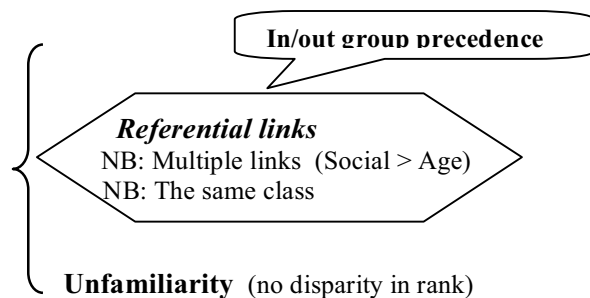 In/out group precedence
Referential links
NB: Multiple links (Social > Age)
NB: The same class
Unfamiliarity (no disparity in rank)